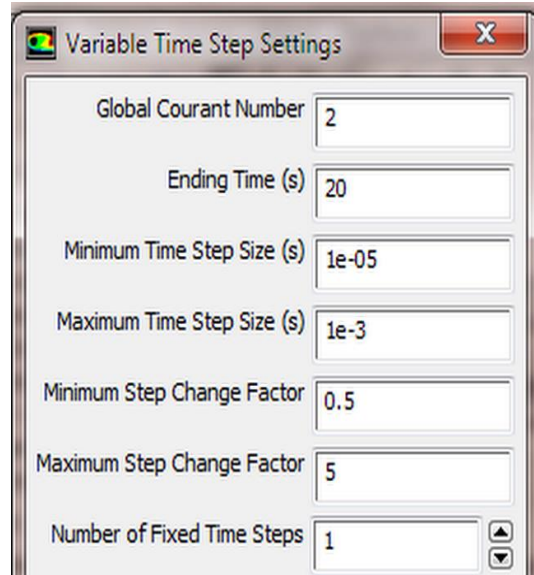 Variable Time Step Settings
Global Courant Number 2
Ending Time (s) 20
Minimum Time Step Size (s) 1e-05
Maximum Time Step Size (s) 1e-3
Minimum Step Change Factor 0.5
Maximum Step Change Factor 5
Number of Fixed Time Steps 1